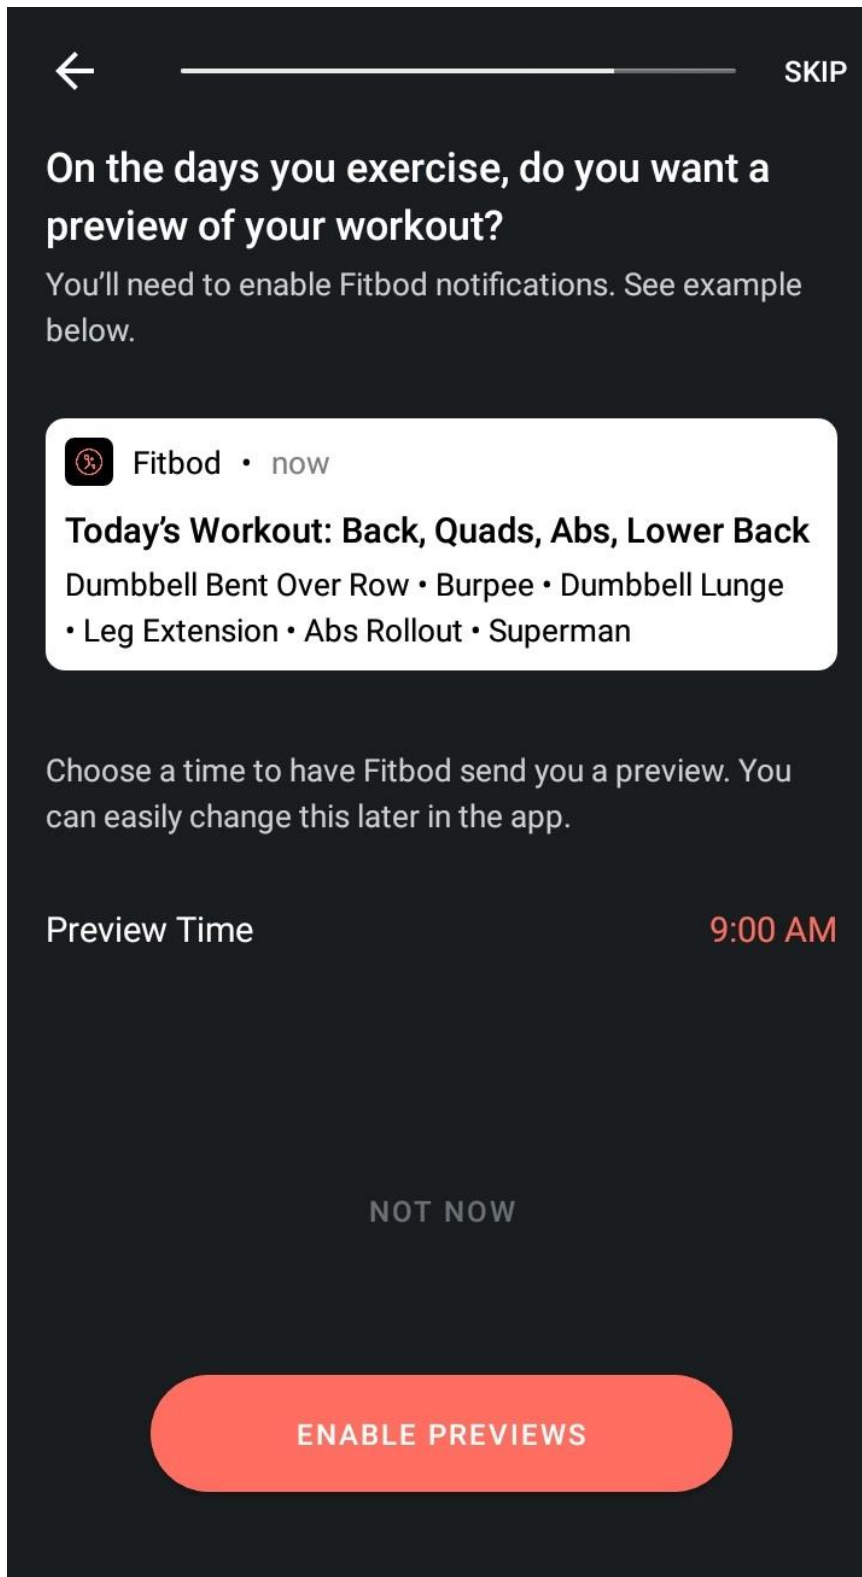 SKIP
On the days you exercise, do you want a
preview of your workout?
You’ll need to enable Fitbod notifications. See example
below.
Fitbod • now
Today’s Workout: Back, Quads, Abs, Lower Back
Dumbbell Bent Over Row • Burpee • Dumbbell Lunge
• Leg Extension • Abs Rollout • Superman
Choose a time to have Fitbod send you a preview. You
can easily change this later in the app.
Preview Time 9:00 AM
NOT NOW
ENABLE PREVIEWS